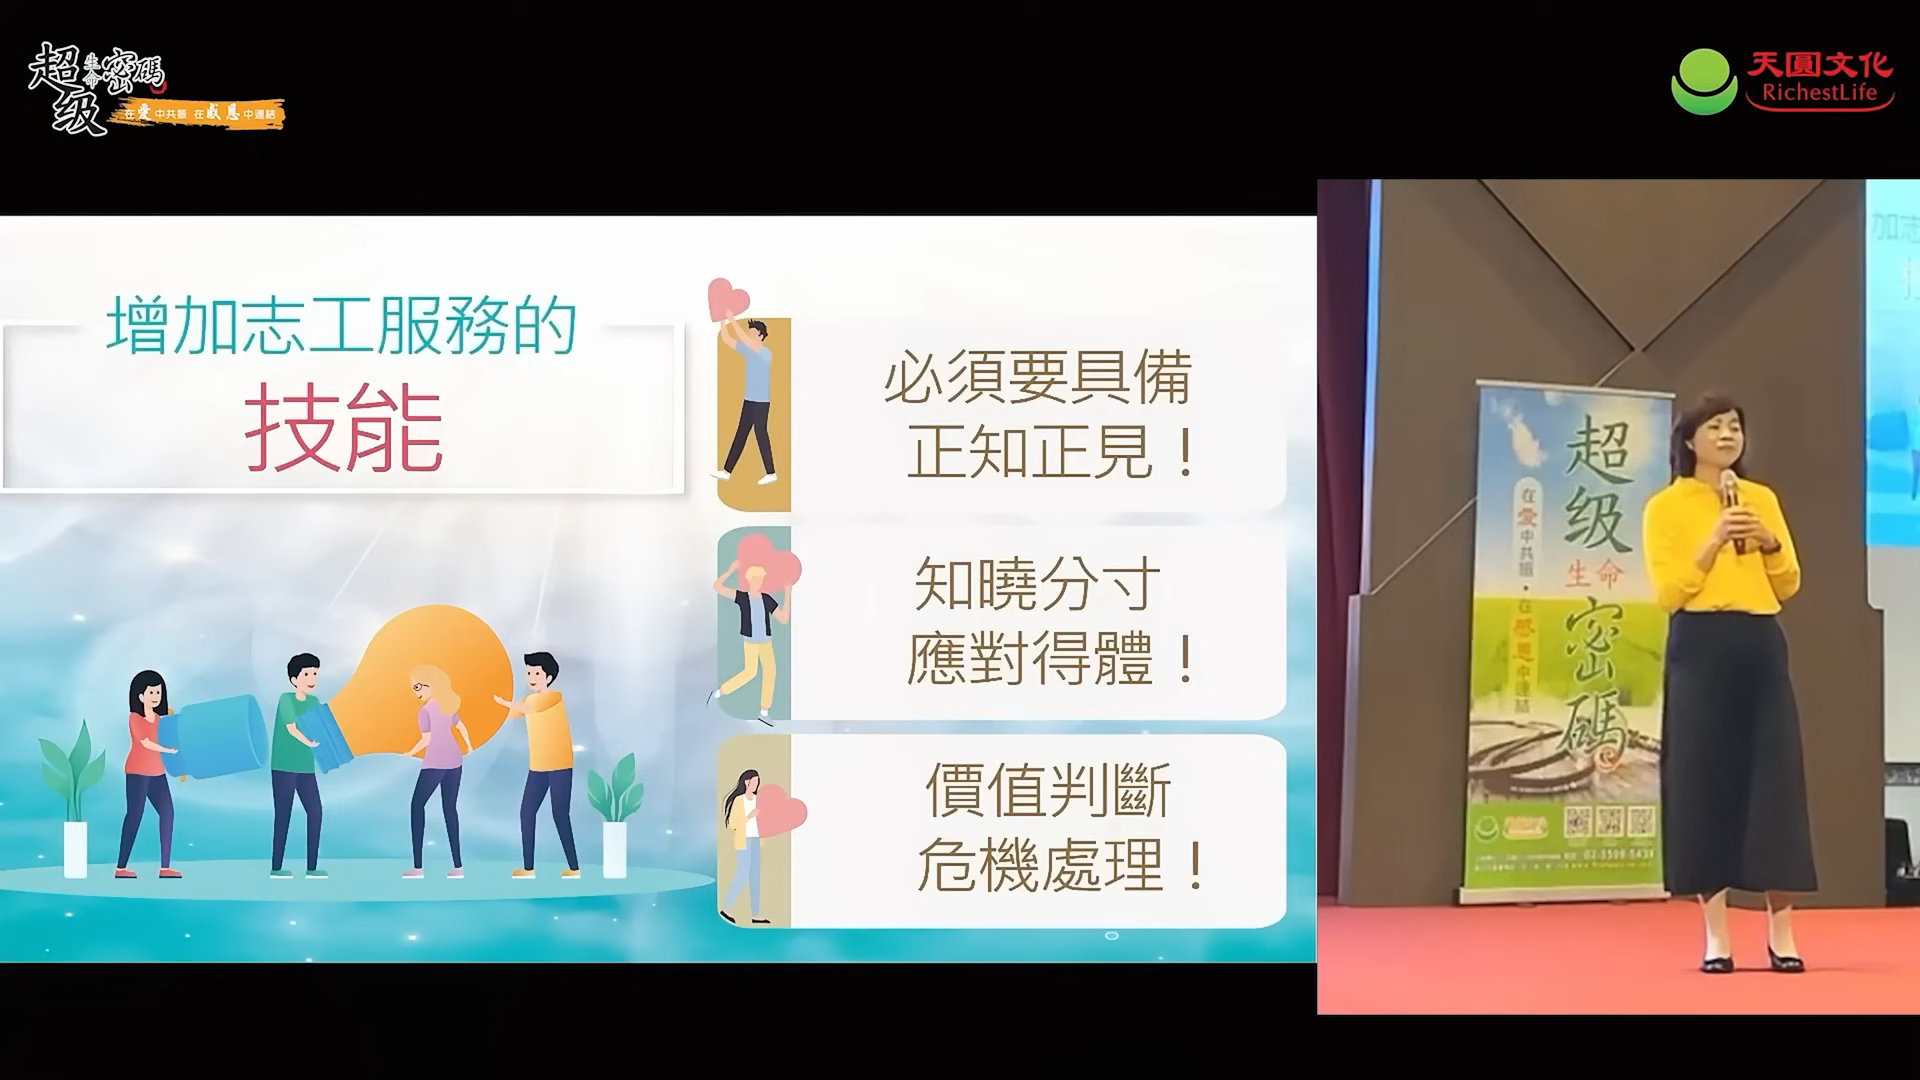 超级生命密碼
在愛中共振 在感恩中連結
天圓文化
RichestLife
增加志工服務的
技能
必須要具備
正知正見！
知曉分寸
應對得體！
價值判斷
危機處理！
加志
超级生命密碼
在愛中共振·在感恩中連結